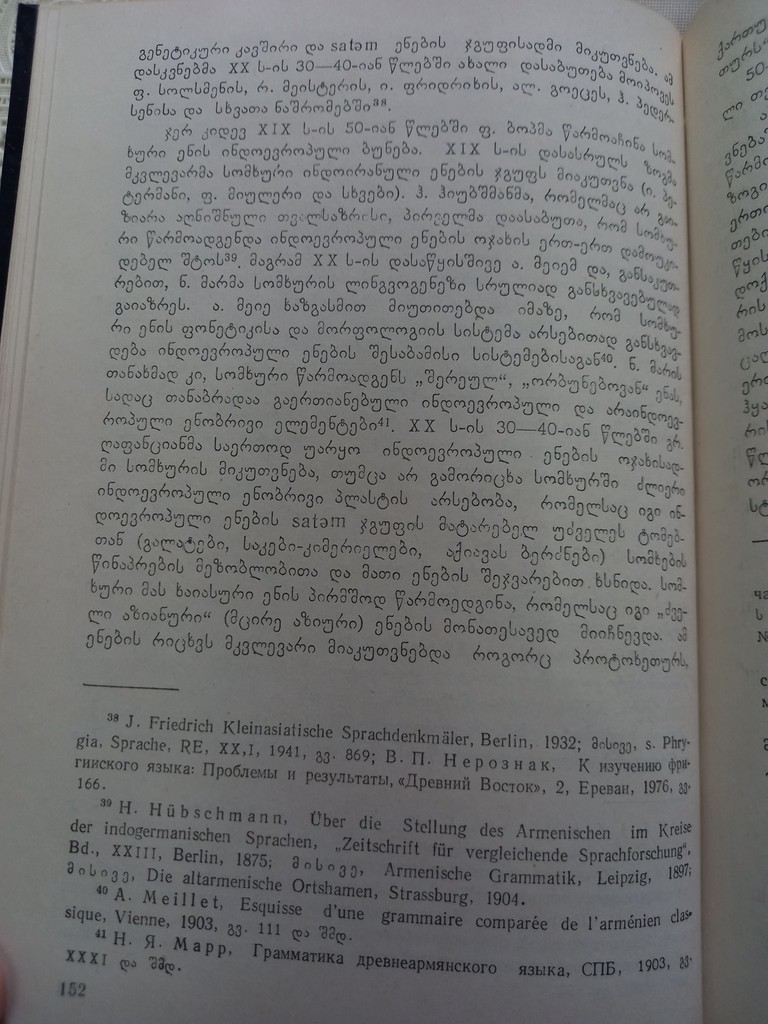 გენეტიკური კავშირი და satəm ენების ჯგუფისადმი მიკუთვნება. ამ
დასკვნებმა XX ს-ის 30—40-იან წლებში ახალი დასაბუთება მოიპოვეს
ფ. სოლმსენის, რ. მეისტერის, ი. ფრიდრიხის, ალ. გოეცეს, ჰ. პედერ-
სენისა და სხვათა ნაშრომებში³⁸.
ჯერ კიდევ XIX ს-ის 50-იან წლებში ფ. ბოპმა წარმოაჩინა სომ-
ხური ენის ინდოევროპული ბუნება. XIX ს-ის დასასრულს ზოგმა
მკვლევარმა სომხური ინდოირანული ენების ჯგუფს მიაკუთვნა (ი. პე-
ტერმანი, ფ. მიულერი და სხვები). ჰ. ჰიუბშმანმა, რომელმაც არ გაი-
ზიარა აღნიშნული თვალსაზრისი, პირველმა დაასაბუთა, რომ სომხუ-
რი წარმოადგენდა ინდოევროპული ენების ოჯახის ერთ-ერთ დამოუკი-
დებელ შტოს³⁹. მაგრამ XX ს-ის დასაწყისშივე ა. მეიემ და, განსაკუთ-
რებით, ნ. მარმა სომხურის ლინგვოგენეზი სრულიად განსხვავებულად
გაიაზრეს. ა. მეიე ხაზგასმით მიუთითებდა იმაზე, რომ სომხუ-
რი ენის ფონეტიკისა და მორფოლოგიის სისტემა არსებითად განსხვავ-
დება ინდოევროპული ენების შესაბამისი სისტემებისაგან⁴⁰. ნ. მარის
თანახმად კი, სომხური წარმოადგენს „შერეულ“, „ორბუნებოვან“ ენას,
სადაც თანაბრადაა გაერთიანებული ინდოევროპული და არაინდოევ-
როპული ენობრივი ელემენტები⁴¹. XX ს-ის 30—40-იან წლებში გრ.
ღაფანციანმა საერთოდ უარყო ინდოევროპული ენების ოჯახისად-
მი სომხურის მიკუთვნება, თუმცა არ გამორიცხა სომხურში ძლიერი
ინდოევროპული ენობრივი პლასტის არსებობა, რომელსაც იგი ინ-
დოევროპული ენების satəm ჯგუფის მატარებელ უძველეს ტომებ-
თან (გალატები, საკები-კიმერიელები, აქიავას ბერძნები) სომხების
წინაპრების მეზობლობითა და მათი ენების შეჯვარებით ხსნიდა. სომ-
ხური მას ხაიასური ენის პირმშოდ წარმოედგინა, რომელსაც იგი „ძვე-
ლი აზიანური“ (მცირე აზიური) ენების მონათესავედ მიიჩნევდა. ამ
ენების რიცხვს მკვლევარი მიაკუთვნებდა როგორც პროტოხეთურს,
³⁸ J. Friedrich Kleinasiatische Sprachdenkmäler, Berlin, 1932; მისივე, s. Phry-
gia, Sprache, RE, XX,I, 1941, გვ. 869; В. П. Нерознак, К изучению фри-
гийского языка: Проблемы и результаты, «Древний Восток», 2, Ереван, 1976, გვ.
166.
³⁹ H. Hübschmann, Über die Stellung des Armenischen im Kreise
der indogermanischen Sprachen, „Zeitschrift für vergleichende Sprachforschung“,
Bd., XXIII, Berlin, 1875; მისივე, Armenische Grammatik, Leipzig, 1897;
მისივე, Die altarmenische Ortshamen, Strassburg, 1904.
⁴⁰ A. Meillet, Esquisse d'une grammaire comparée de l'arménien clas-
sique, Vienne, 1903, გვ. 111 და შმდ.
⁴¹ Н. Я. Марр, Грамматика древнеармянского языка, СПБ, 1903, გვ.
XXXI და შმდ.
152